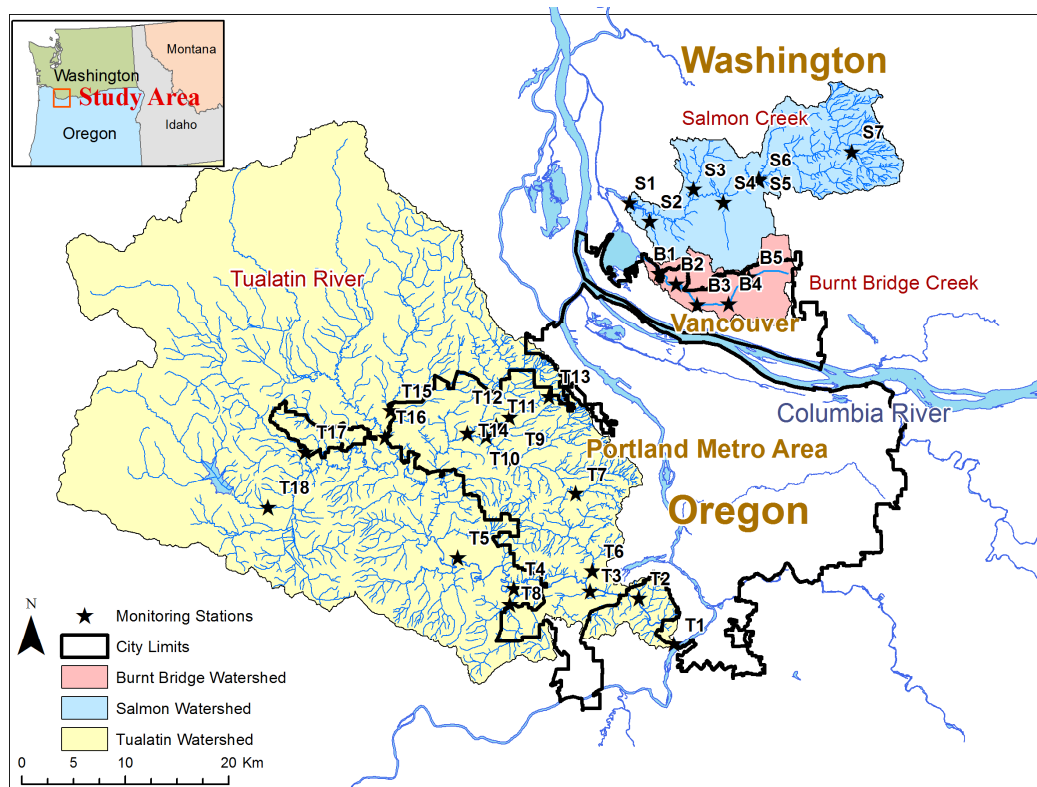 Montana
Washington
Study Area
Idaho
Oregon
Washington
Salmon Creek
S7
S6
S3
S4
S5
S1
S2
B1
B2
B5
B3
B4
Burnt Bridge Creek
Vancouver
Tualatin River
Columbia River
Portland Metro Area
Oregon
T13
T15
T12
T11
T16
T17
T14
T9
T10
T7
T18
T5
T6
T4
T3
T2
T8
T1
N
Monitoring Stations
City Limits
Burnt Bridge Watershed
Salmon Watershed
Tualatin Watershed
0 5 10 20 Km